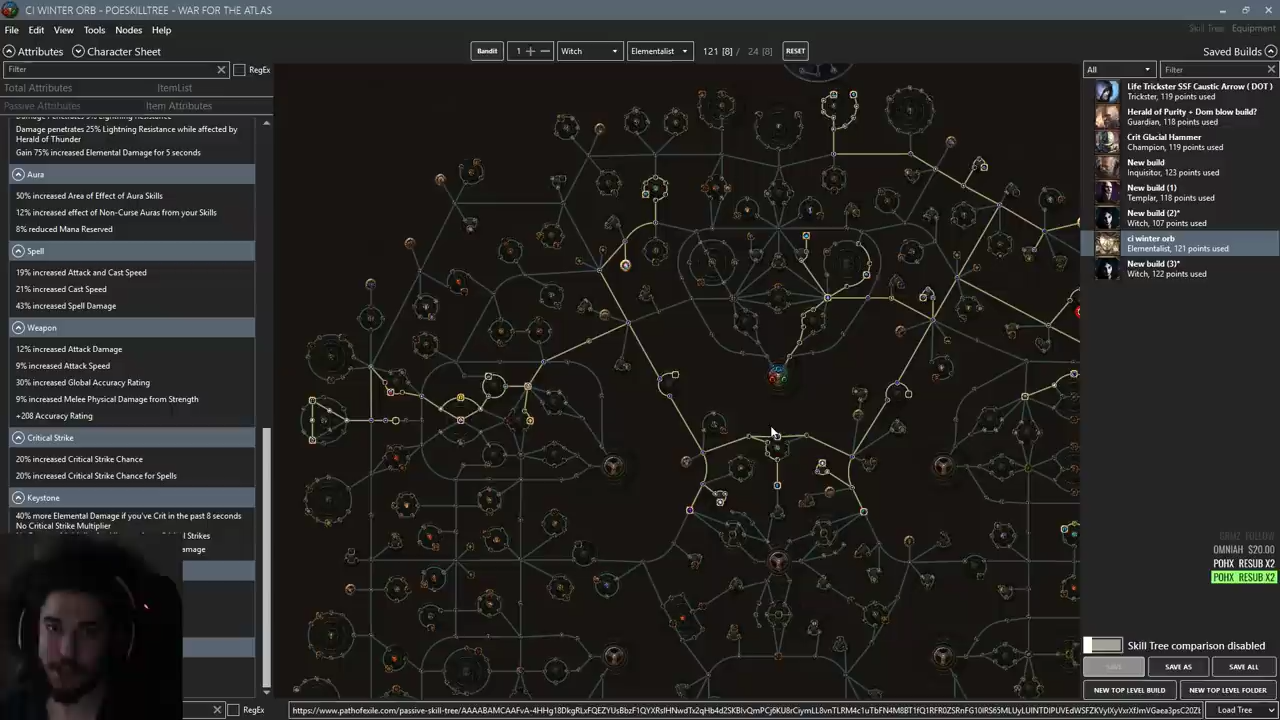 CI WINTER ORB - POESKILLTREE - WAR FOR THE ATLAS
File Edit View Tools Nodes Help
Skill Tree Equipment
Attributes Character Sheet
Bandit 1 Witch Elementalist 121 [8] / 24 [8] RESET
Saved Builds
Filter RegEx
All Filter
Total Attributes ItemList
Passive Attributes Item Attributes
Damage penetrates 25% Lightning Resistance while affected by
Herald of Thunder
Gain 75% increased Elemental Damage for 5 seconds
Aura
50% increased Area of Effect of Aura Skills
12% increased effect of Non-Curse Auras from your Skills
8% reduced Mana Reserved
Spell
19% increased Attack and Cast Speed
21% increased Cast Speed
43% increased Spell Damage
Weapon
12% increased Attack Damage
9% increased Attack Speed
30% increased Global Accuracy Rating
9% increased Melee Physical Damage from Strength
+208 Accuracy Rating
Critical Strike
20% increased Critical Strike Chance
20% increased Critical Strike Chance for Spells
Keystone
40% more Elemental Damage if you've Crit in the past 8 seconds
No Critical Strike Multiplier
Critical Strikes
RegEx
Life Trickster SSF Caustic Arrow ( DOT )
Trickster, 119 points used
Herald of Purity + Dom blow build?
Guardian, 118 points used
Crit Glacial Hammer
Champion, 119 points used
New build
Inquisitor, 123 points used
New build (1)
Templar, 118 points used
New build (2)*
Witch, 107 points used
ci winter orb
Elementalist, 121 points used
New build (3)*
Witch, 122 points used
OMNIAH $20.00
POHX RESUB X2
POHX RESUB X2
Skill Tree comparison disabled
SAVE SAVE AS SAVE ALL
NEW TOP LEVEL BUILD NEW TOP LEVEL FOLDER
Load Tree